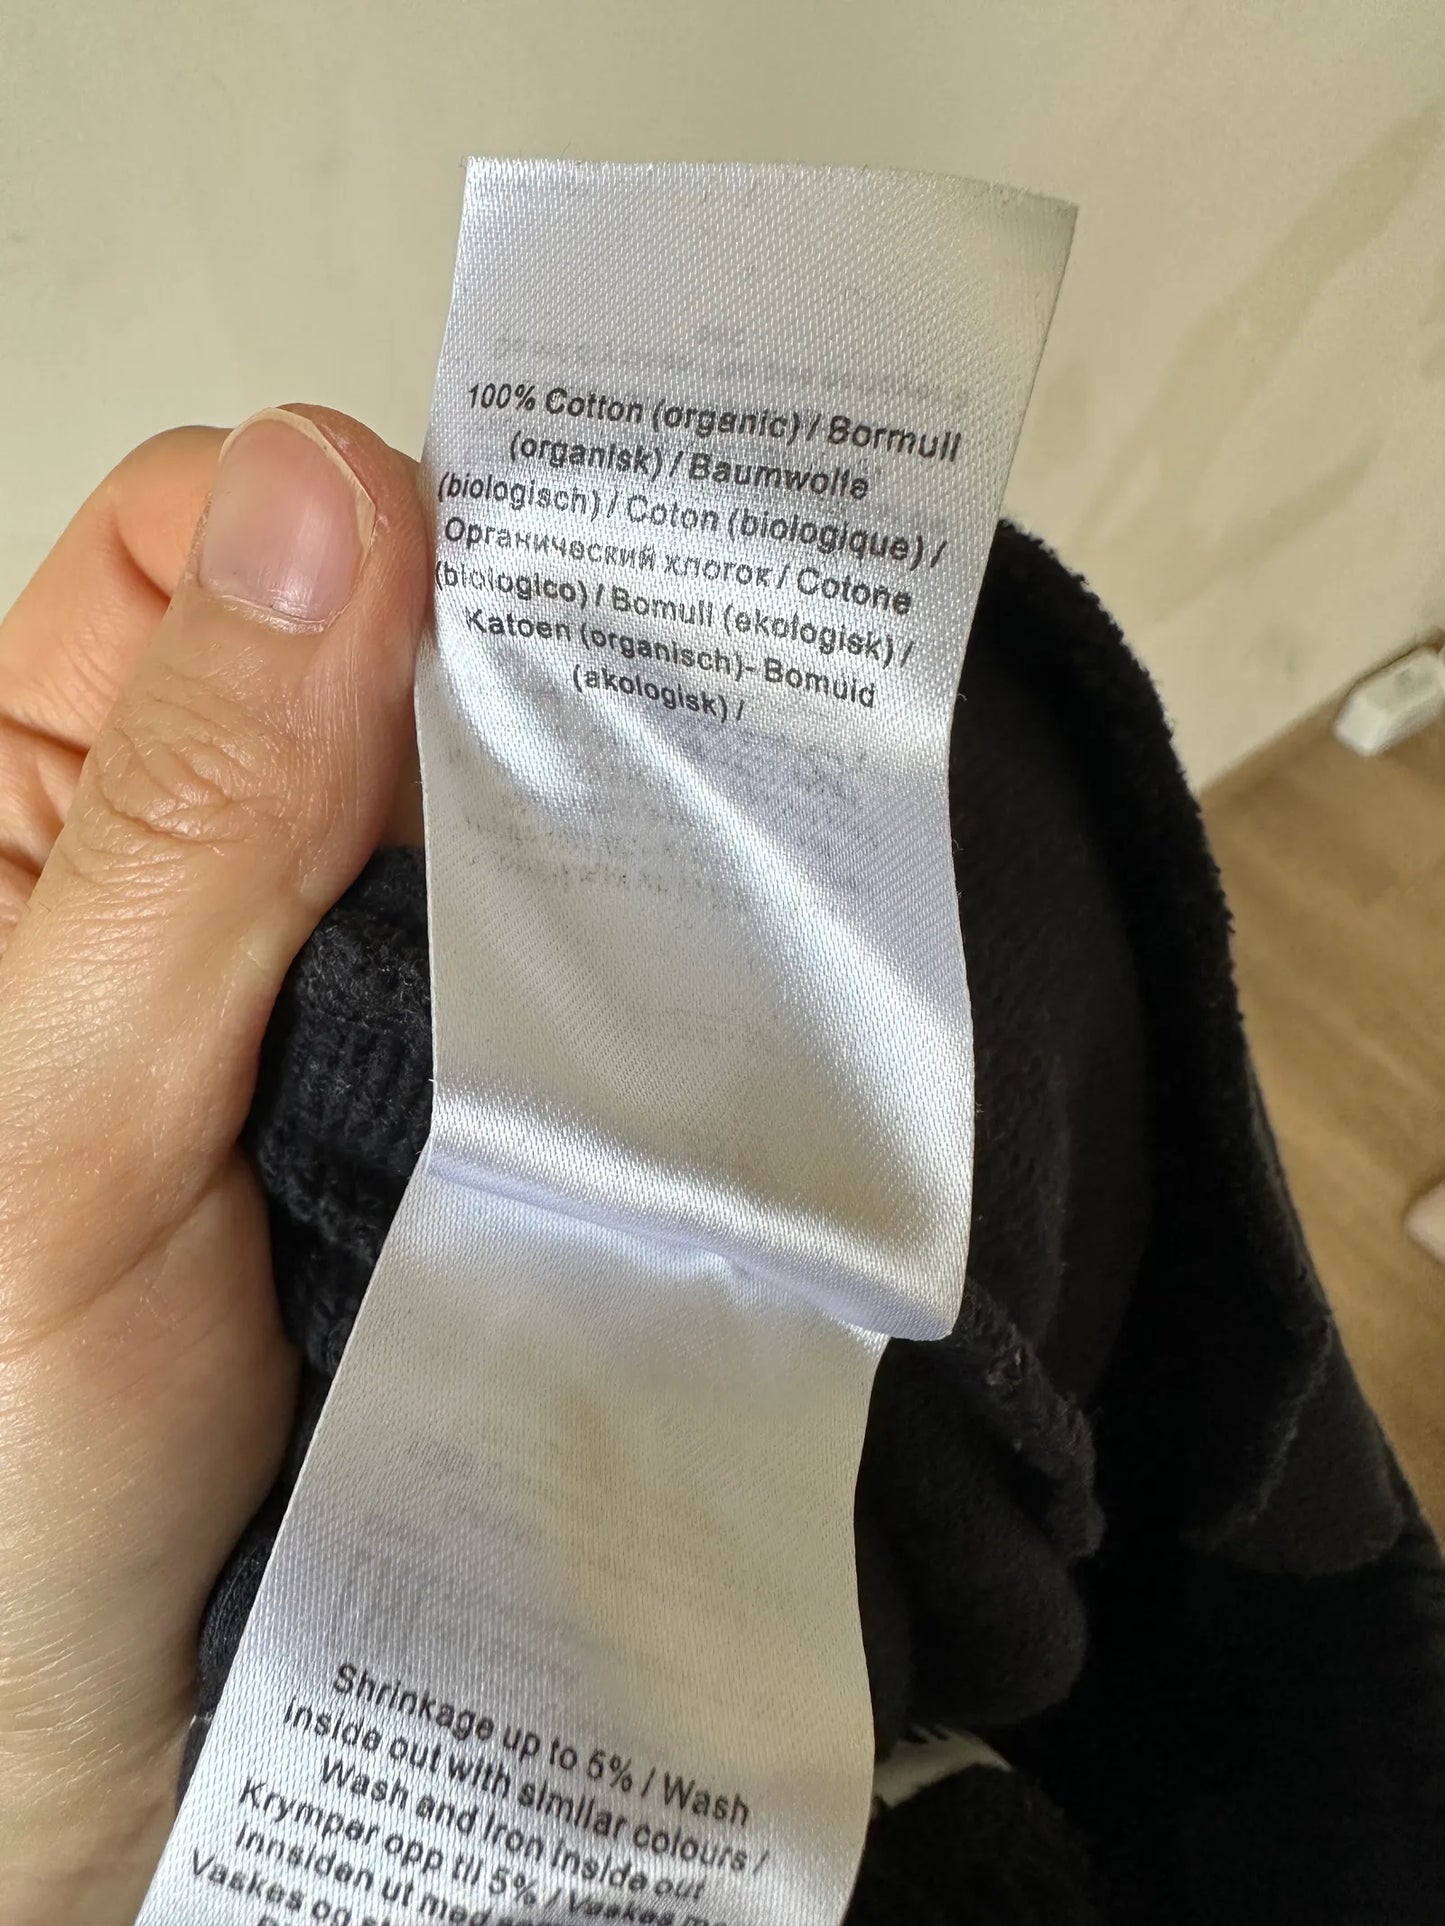 100% Cotton (organic) / Bormull
(organisk) / Baumwolle
(biologisch) / Coton (biologique) /
Органический хлопок / Cotone
(biologico) / Bomull (ekologisk) /
Katoen (organisch)- Bomuld
(økologisk) /
Shrinkage up to 5% / Wash
Inside out with similar colours /
Wash and Iron Inside out
Krymper opp til 5% / Vaskes
Innsiden ut med
Vaskes og